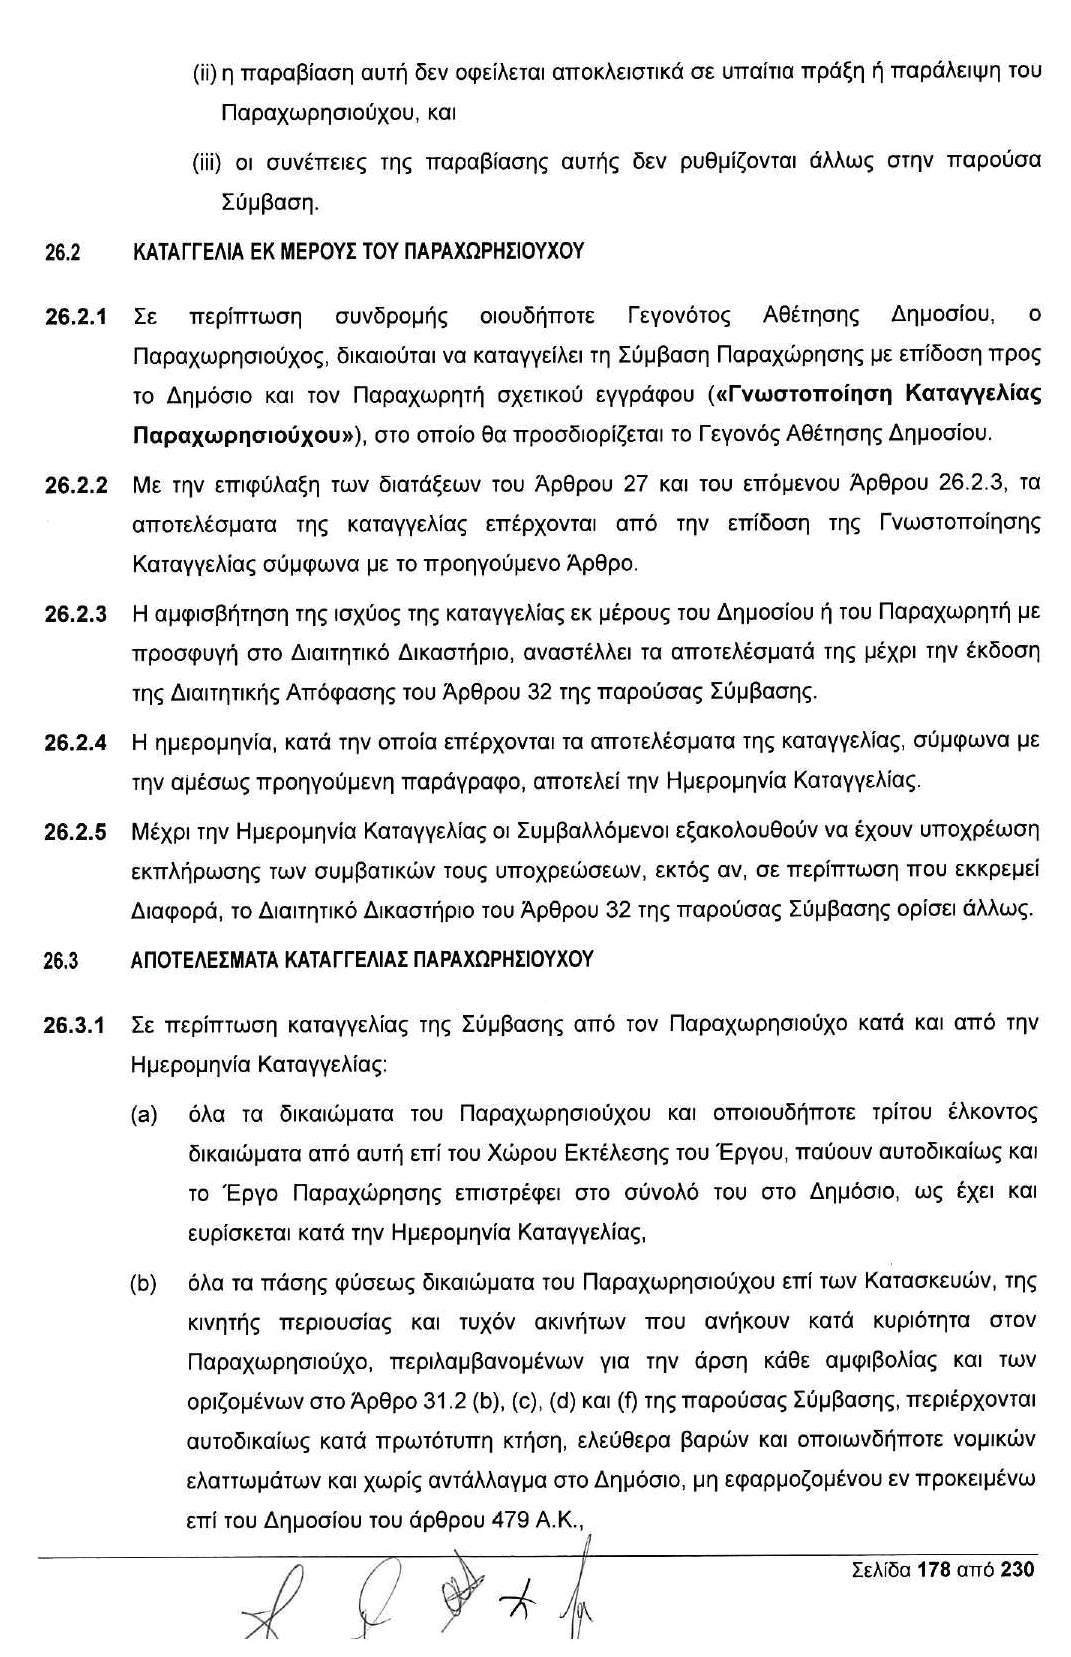 (ii) η παραβίαση αυτή δεν οφείλεται αποκλειστικά σε υπαίτια πράξη ή παράλειψη του
Παραχωρησιούχου, και
(iii) οι συνέπειες της παραβίασης αυτής δεν ρυθμίζονται άλλως στην παρούσα
Σύμβαση.
26.2 ΚΑΤΑΓΓΕΛΙΑ ΕΚ ΜΕΡΟΥΣ ΤΟΥ ΠΑΡΑΧΩΡΗΣΙΟΥΧΟΥ
26.2.1 Σε περίπτωση συνδρομής οιουδήποτε Γεγονότος Αθέτησης Δημοσίου, ο
Παραχωρησιούχος, δικαιούται να καταγγείλει τη Σύμβαση Παραχώρησης με επίδοση προς
το Δημόσιο και τον Παραχωρητή σχετικού εγγράφου («Γνωστοποίηση Καταγγελίας
Παραχωρησιούχου»), στο οποίο θα προσδιορίζεται το Γεγονός Αθέτησης Δημοσίου.
26.2.2 Με την επιφύλαξη των διατάξεων του Άρθρου 27 και του επόμενου Άρθρου 26.2.3, τα
αποτελέσματα της καταγγελίας επέρχονται από την επίδοση της Γνωστοποίησης
Καταγγελίας σύμφωνα με το προηγούμενο Άρθρο.
26.2.3 Η αμφισβήτηση της ισχύος της καταγγελίας εκ μέρους του Δημοσίου ή του Παραχωρητή με
προσφυγή στο Διαιτητικό Δικαστήριο, αναστέλλει τα αποτελέσματά της μέχρι την έκδοση
της Διαιτητικής Απόφασης του Άρθρου 32 της παρούσας Σύμβασης.
26.2.4 Η ημερομηνία, κατά την οποία επέρχονται τα αποτελέσματα της καταγγελίας, σύμφωνα με
την αμέσως προηγούμενη παράγραφο, αποτελεί την Ημερομηνία Καταγγελίας.
26.2.5 Μέχρι την Ημερομηνία Καταγγελίας οι Συμβαλλόμενοι εξακολουθούν να έχουν υποχρέωση
εκπλήρωσης των συμβατικών τους υποχρεώσεων, εκτός αν, σε περίπτωση που εκκρεμεί
Διαφορά, το Διαιτητικό Δικαστήριο του Άρθρου 32 της παρούσας Σύμβασης ορίσει άλλως.
26.3 ΑΠΟΤΕΛΕΣΜΑΤΑ ΚΑΤΑΓΓΕΛΙΑΣ ΠΑΡΑΧΩΡΗΣΙΟΥΧΟΥ
26.3.1 Σε περίπτωση καταγγελίας της Σύμβασης από τον Παραχωρησιούχο κατά και από την
Ημερομηνία Καταγγελίας:
(a) όλα τα δικαιώματα του Παραχωρησιούχου και οποιουδήποτε τρίτου έλκοντος
δικαιώματα από αυτή επί του Χώρου Εκτέλεσης του Έργου, παύουν αυτοδικαίως και
το Έργο Παραχώρησης επιστρέφει στο σύνολό του στο Δημόσιο, ως έχει και
ευρίσκεται κατά την Ημερομηνία Καταγγελίας,
(b) όλα τα πάσης φύσεως δικαιώματα του Παραχωρησιούχου επί των Κατασκευών, της
κινητής περιουσίας και τυχόν ακινήτων που ανήκουν κατά κυριότητα στον
Παραχωρησιούχο, περιλαμβανομένων για την άρση κάθε αμφιβολίας και των
οριζομένων στο Άρθρο 31.2 (b), (c), (d) και (f) της παρούσας Σύμβασης, περιέρχονται
αυτοδικαίως κατά πρωτότυπη κτήση, ελεύθερα βαρών και οποιωνδήποτε νομικών
ελαττωμάτων και χωρίς αντάλλαγμα στο Δημόσιο, μη εφαρμοζομένου εν προκειμένω
επί του Δημοσίου του άρθρου 479 Α.Κ.,
Σελίδα 178 από 230